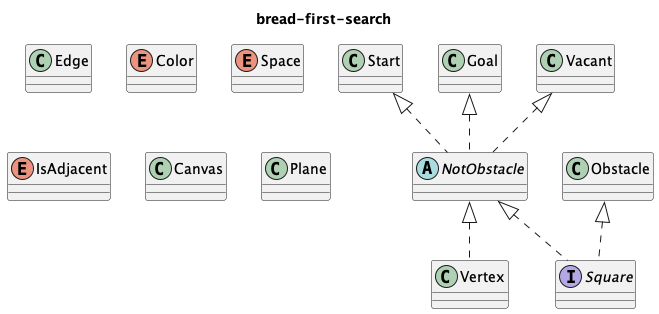 bread-first-search
C Edge
E Color
E Space
C Start
C Goal
C Vacant
E IsAdjacent
C Canvas
C Plane
A NotObstacle
C Obstacle
C Vertex
I Square